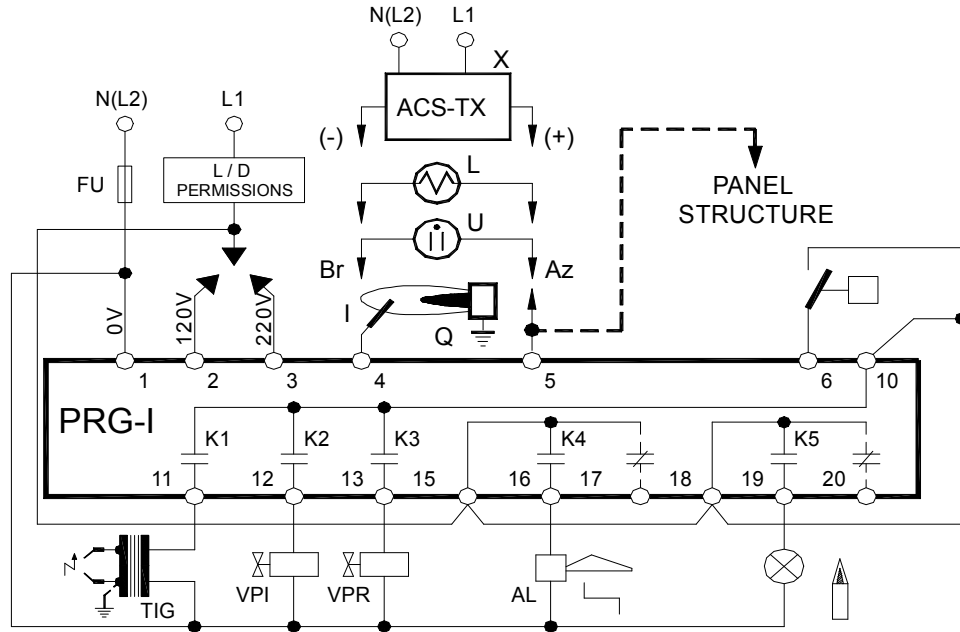 N(L2) L1
X
ACS-TX
N(L2) L1
(-) (+)
FU
L / D
PERMISSIONS
L
PANEL
STRUCTURE
U
Br Az
I
Q
0V 120V 220V
1 2 3 4 5 6 10
PRG-I
K1 K2 K3 K4 K5
11 12 13 15 16 17 18 19 20
TIG VPI VPR AL